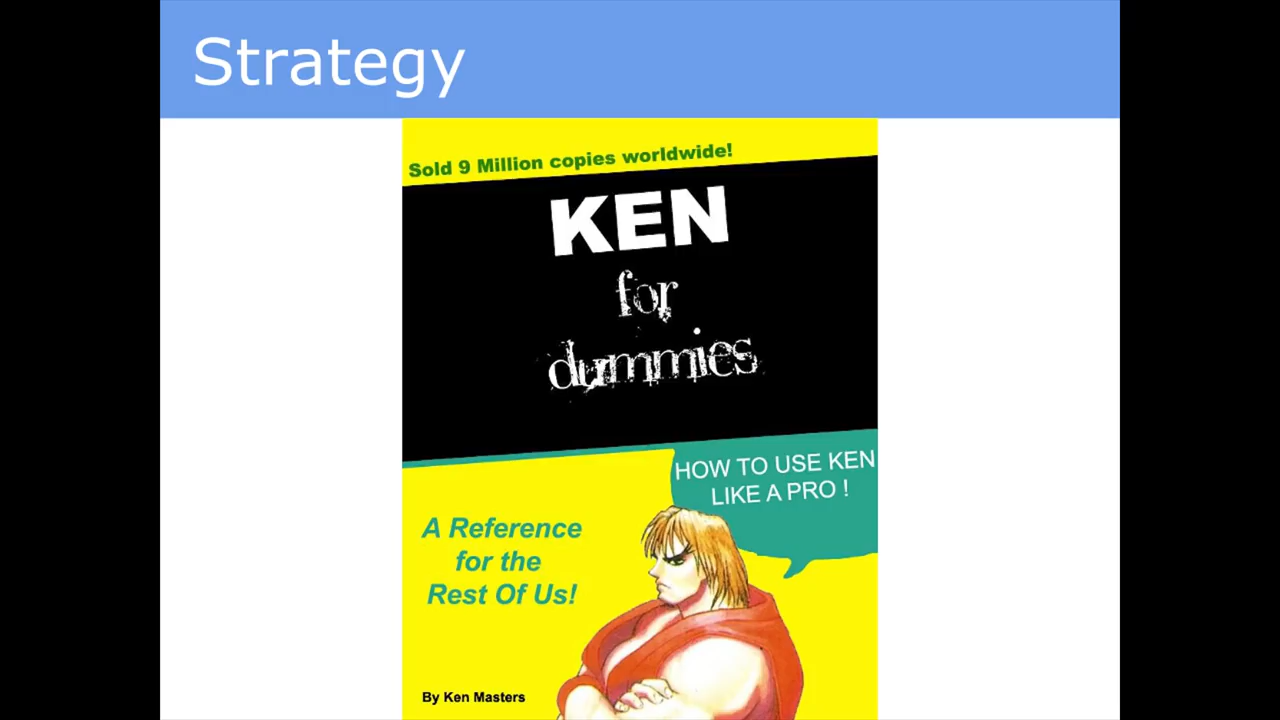 Strategy
Sold 9 Million copies worldwide!
KEN
for
dummies
HOW TO USE KEN
LIKE A PRO !
A Reference
for the
Rest Of Us!
By Ken Masters